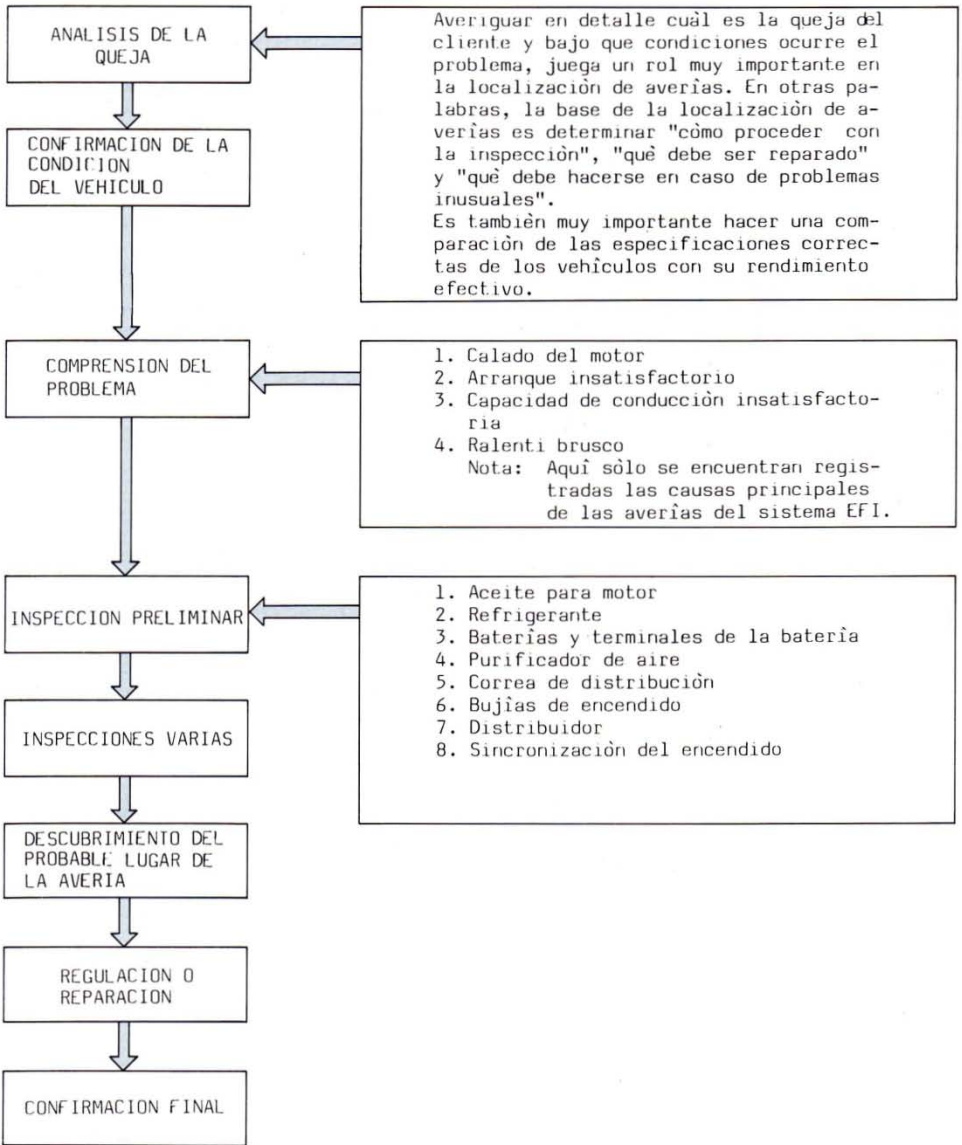 ANALISIS DE LA
QUEJA
Averiguar en detalle cuàl es la queja del
cliente y bajo que condiciones ocurre el
problema, juega un rol muy importante en
la localizaciòn de averîas. En otras pa-
labras, la base de la localizaciòn de a-
verîas es determinar "còmo proceder con
la inspecciòn", "què debe ser reparado"
y "què debe hacerse en caso de problemas
inusuales".
Es tambièn muy importante hacer una com-
paraciòn de las especificaciones correc-
tas de los vehîculos con su rendimiento
efectivo.
CONFIRMACION DE LA
CONDICION
DEL VEHICULO
COMPRENSION DEL
PROBLEMA
1. Calado del motor
2. Arranque insatisfactorio
3. Capacidad de conducciòn insatisfacto-
ria
4. Ralenti brusco
Nota: Aquî sòlo se encuentran regis-
tradas las causas principales
de las averîas del sistema EFI.
INSPECCION PRELIMINAR
1. Aceite para motor
2. Refrigerante
3. Baterîas y terminales de la baterîa
4. Purificador de aire
5. Correa de distribuciòn
6. Bujîas de encendido
7. Distribuidor
8. Sincronizaciòn del encendido
INSPECCIONES VARIAS
DESCUBRIMIENTO DEL
PROBABLE LUGAR DE
LA AVERIA
REGULACION O
REPARACION
CONFIRMACION FINAL